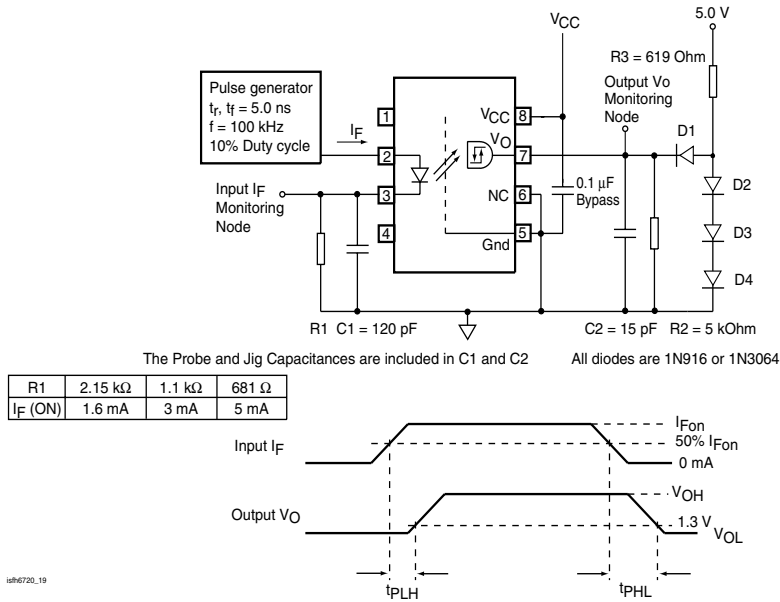 VCC
5.0 V
R3 = 619 Ohm
Output Vo
Monitoring
Node
Pulse generator
tr, tf = 5.0 ns
f = 100 kHz
10% Duty cycle
IF
1
2
3
4
VCC
8
VO
7
NC
6
Gnd
5
0.1 µF
Bypass
D1
D2
D3
D4
Input IF
Monitoring
Node
R1 C1 = 120 pF
C2 = 15 pF
R2 = 5 kOhm
The Probe and Jig Capacitances are included in C1 and C2
All diodes are 1N916 or 1N3064
R1 2.15 kΩ 1.1 kΩ 681 Ω
IF (ON) 1.6 mA 3 mA 5 mA
Input IF
IFon
50% IFon
0 mA
Output VO
VOH
1.3 V
VOL
tPLH
tPHL
isfh6720_19